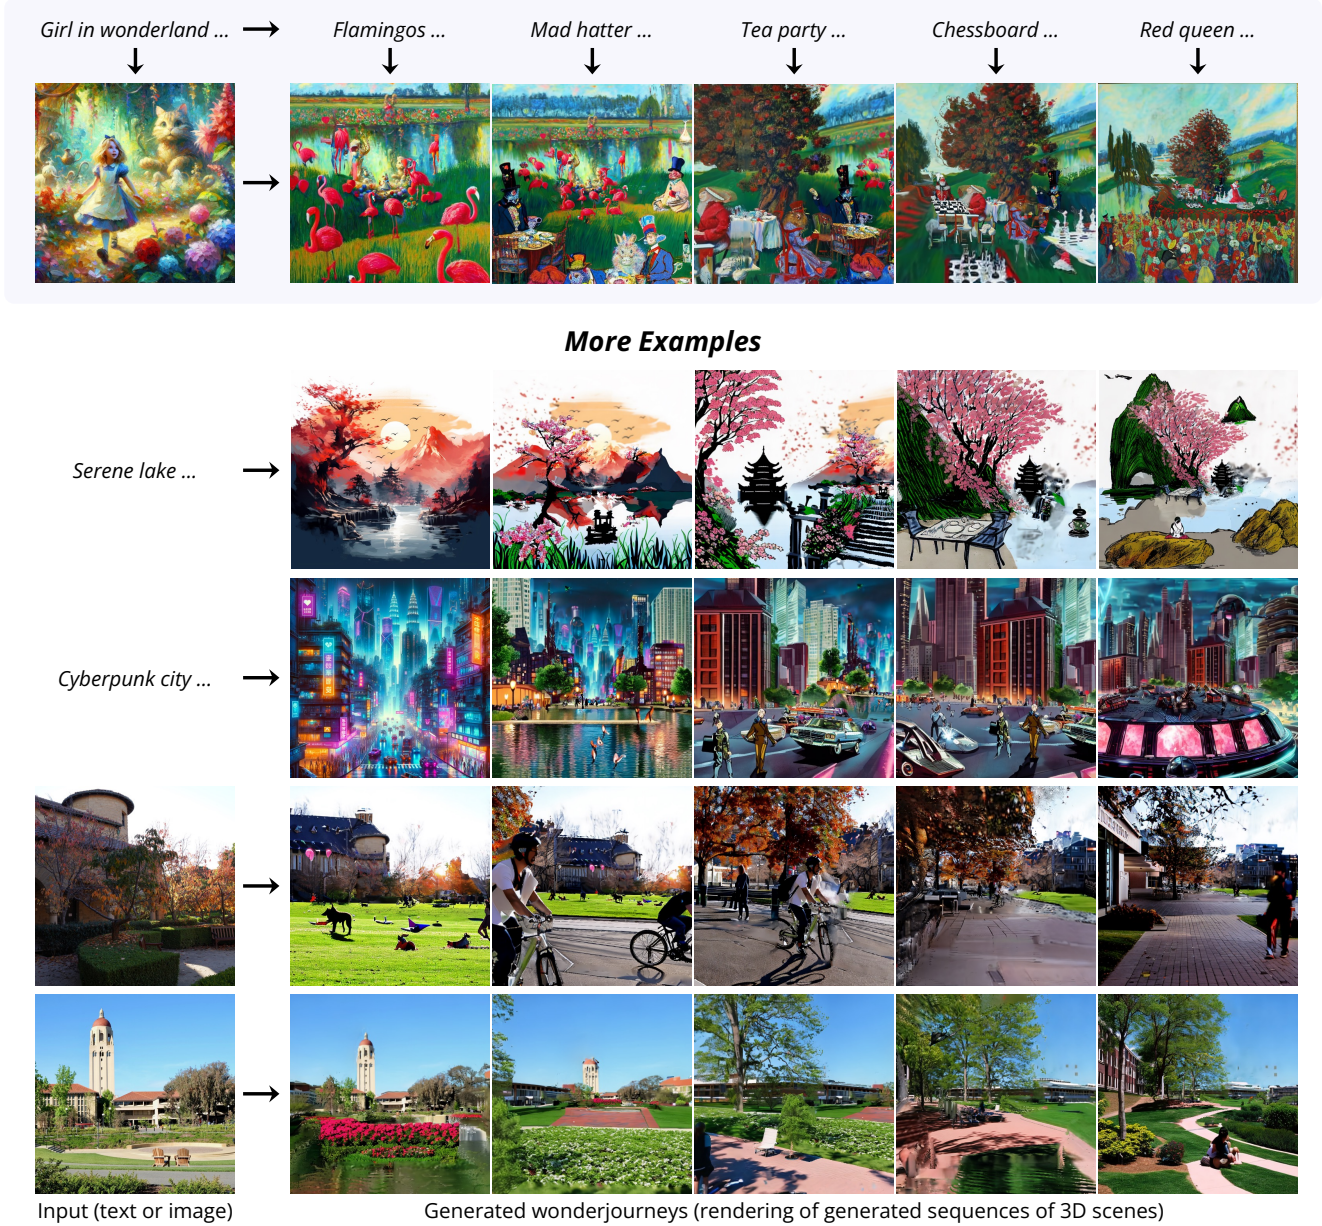 Girl in wonderland ... Flamingos ... Mad hatter ... Tea party ... Chessboard ... Red queen ...
More Examples
Serene lake ...
Cyberpunk city ...
Input (text or image) Generated wonderjourneys (rendering of generated sequences of 3D scenes)